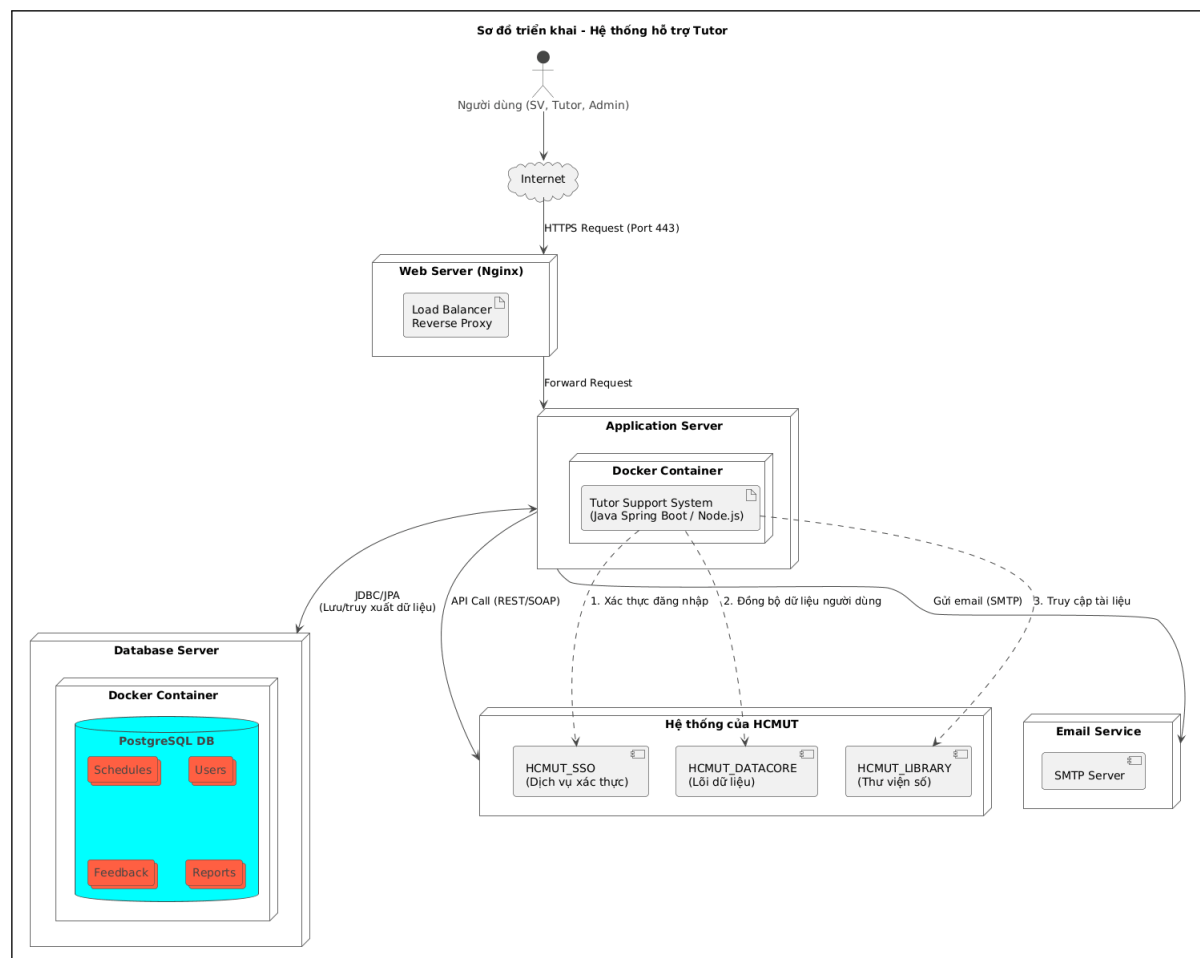 Sơ đồ triển khai - Hệ thống hỗ trợ Tutor
Người dùng (SV, Tutor, Admin)
Internet
HTTPS Request (Port 443)
Web Server (Nginx)
Load Balancer
Reverse Proxy
Forward Request
Application Server
Docker Container
Tutor Support System
(Java Spring Boot / Node.js)
JDBC/JPA
(Lưu/truy xuất dữ liệu)
API Call (REST/SOAP)
1. Xác thực đăng nhập
2. Đồng bộ dữ liệu người dùng
Gửi email (SMTP)
3. Truy cập tài liệu
Database Server
Docker Container
PostgreSQL DB
Schedules
Users
Feedback
Reports
Hệ thống của HCMUT
HCMUT_SSO
(Dịch vụ xác thực)
HCMUT_DATACORE
(Lõi dữ liệu)
HCMUT_LIBRARY
(Thư viện số)
Email Service
SMTP Server